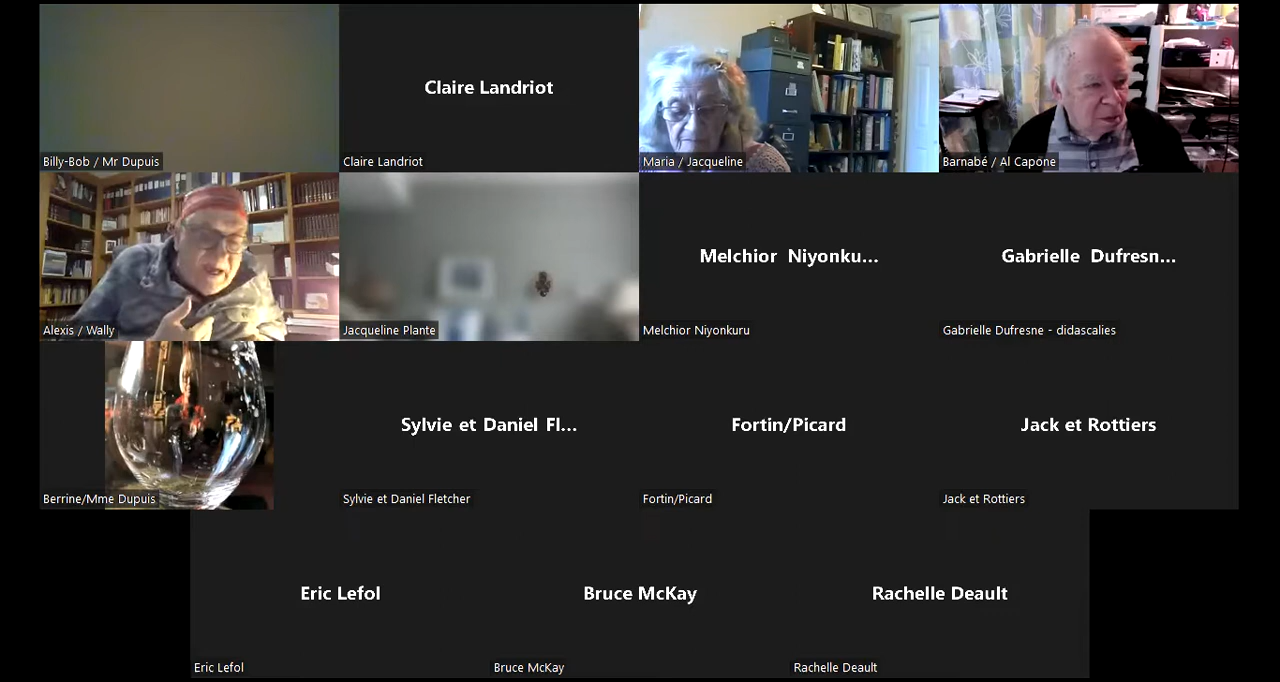 Billy-Bob / Mr Dupuis
Claire Landriot
Claire Landriot
Maria / Jacqueline
Barnabé / Al Capone
Alexis / Wally
Jacqueline Plante
Melchior Niyonku...
Melchior Niyonkuru
Gabrielle Dufresn...
Gabrielle Dufresne - didascalies
Berrine/Mme Dupuis
Sylvie et Daniel Fl...
Sylvie et Daniel Fletcher
Fortin/Picard
Fortin/Picard
Jack et Rottiers
Jack et Rottiers
Eric Lefol
Eric Lefol
Bruce McKay
Bruce McKay
Rachelle Deault
Rachelle Deault